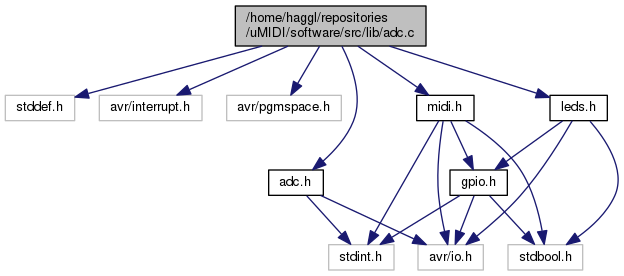 /home/haggl/repositories
/uMIDI/software/src/lib/adc.c
stddef.h
avr/interrupt.h
avr/pgmspace.h
midi.h
leds.h
adc.h
gpio.h
stdint.h
avr/io.h
stdbool.h